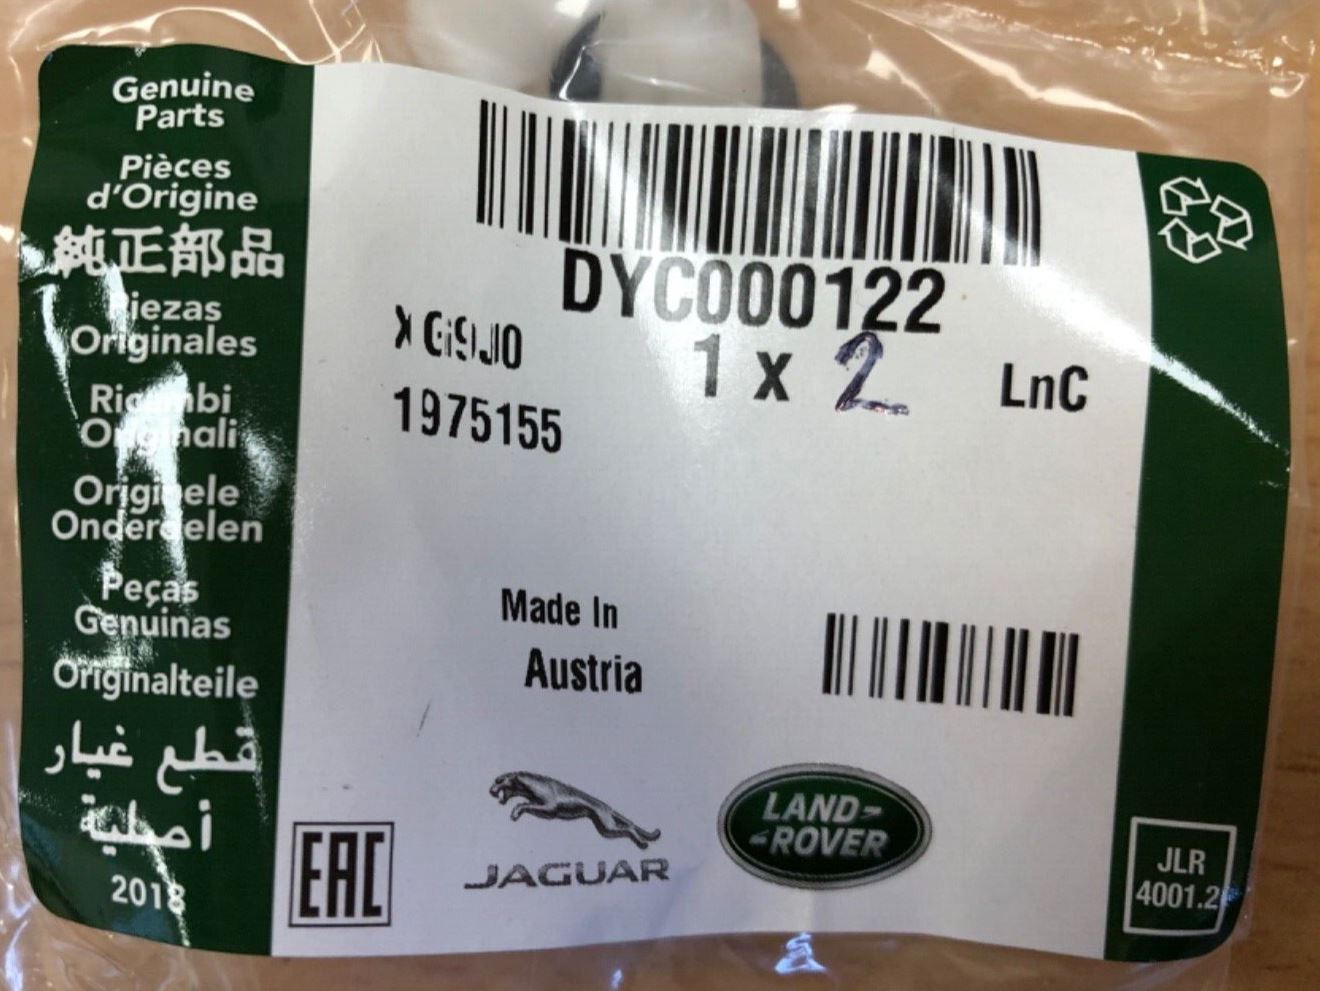 Genuine
Parts
Pièces
d'Origine
純正部品
Piezas
Originales
Ricambi
Originali
Originele
Onderdelen
Peças
Genuinas
Originalteile
قطع غيار
أصلية
2018
DYC000122
1 x 2 LnC
1975155
Made In
Austria
EAC
JAGUAR
LAND-
-ROVER
JLR
4001.2